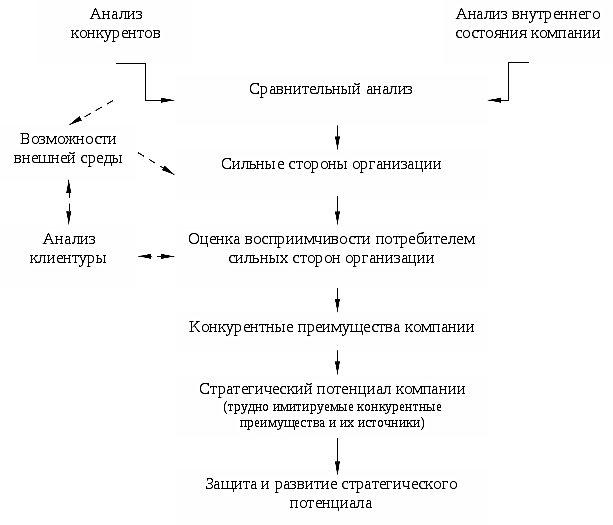 Анализ
конкурентов
Анализ внутреннего
состояния компании
Сравнительный анализ
Возможности
внешней среды
Сильные стороны организации
Анализ
клиентуры
Оценка восприимчивости потребителем
сильных сторон организации
Конкурентные преимущества компании
Стратегический потенциал компании
(трудно имитируемые конкурентные
преимущества и их источники)
Защита и развитие стратегического
потенциала